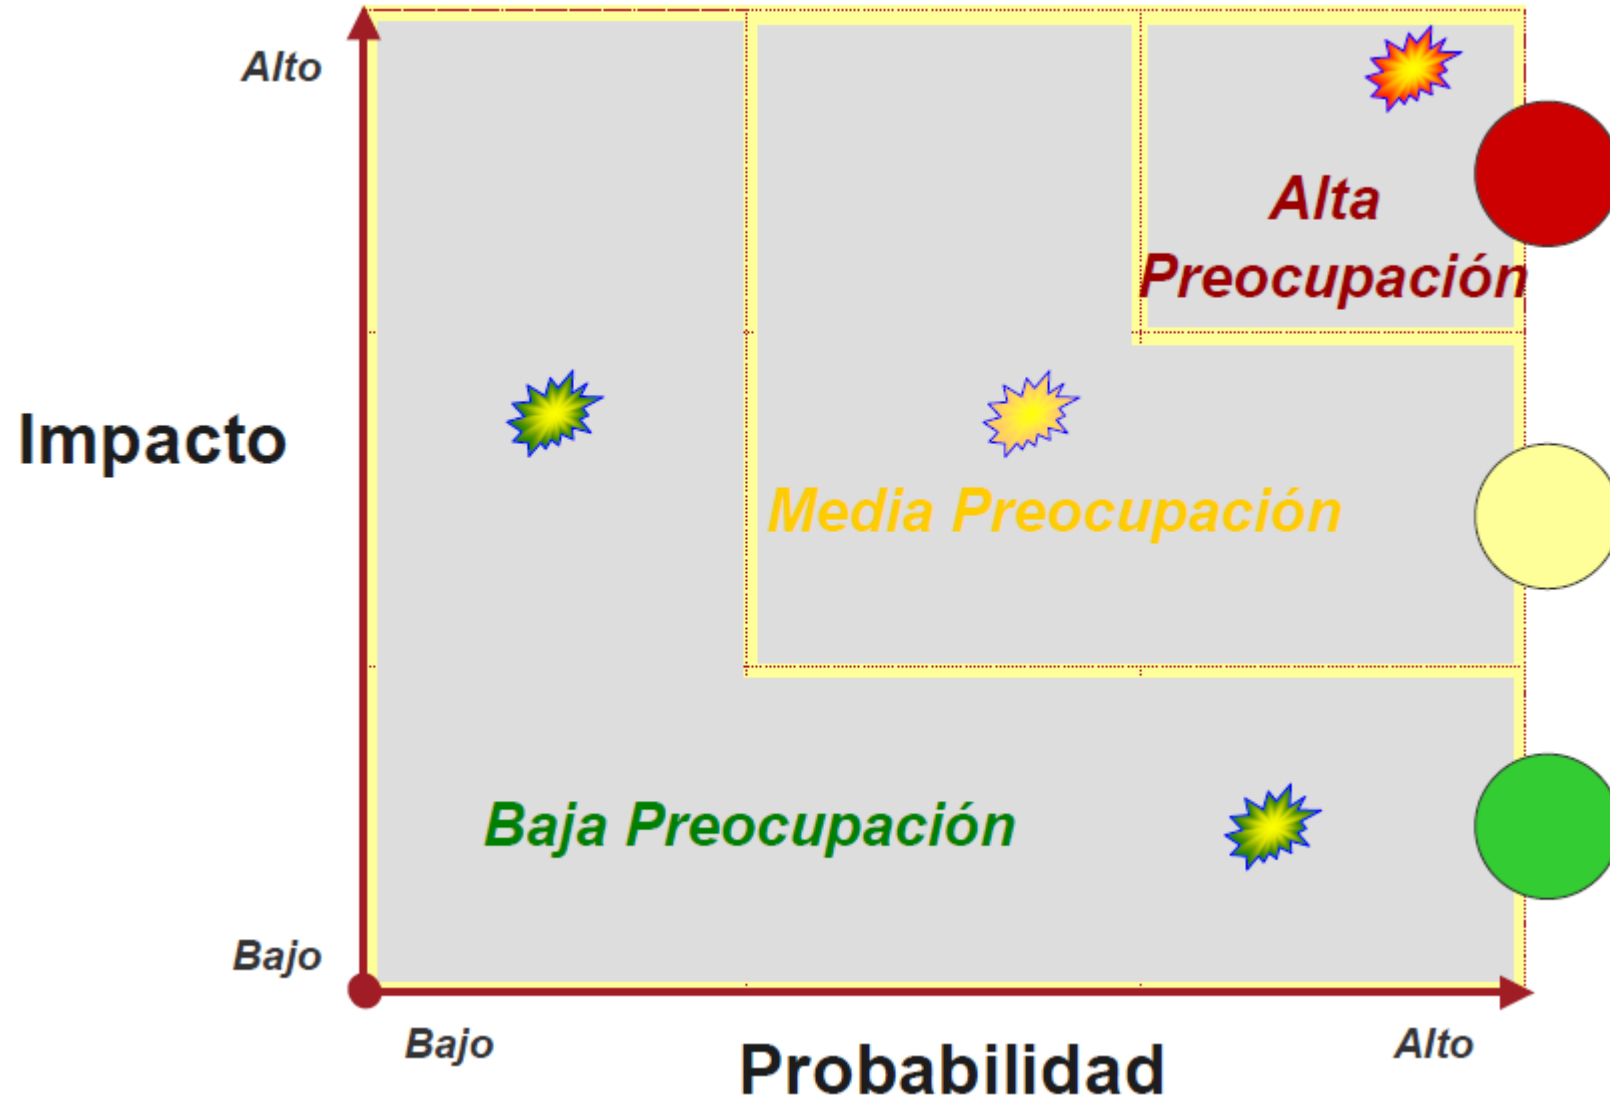 Alto
Alta
Preocupación
Impacto
Media Preocupación
Baja Preocupación
Bajo
Bajo
Alto
Probabilidad